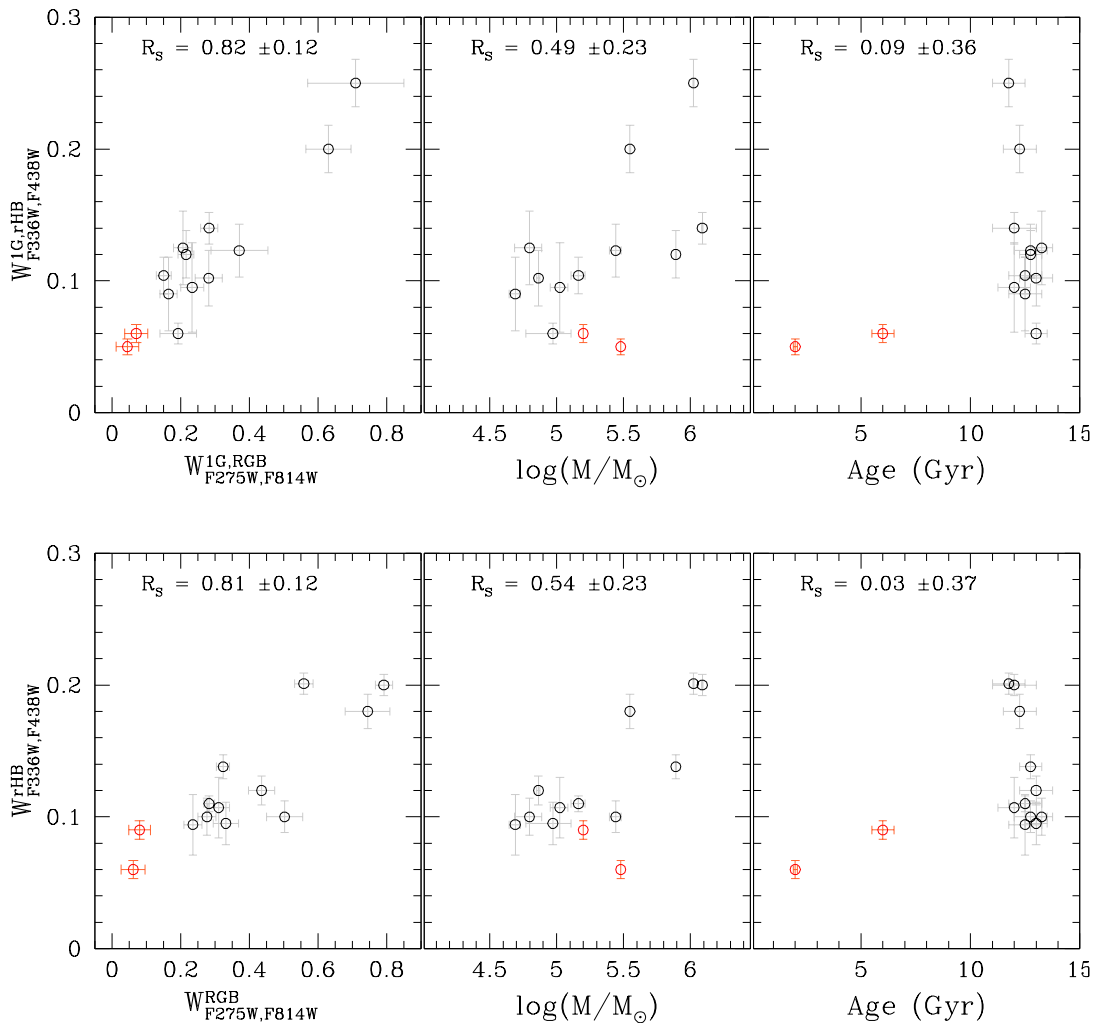 R_s = 0.82 ±0.12 R_s = 0.49 ±0.23 R_s = 0.09 ±0.36
0.3
0.2
0.1
0
W^{1G,rHB}_{F336W,F438W}
0 0.2 0.4 0.6 0.8 4.5 5 5.5 6 5 10 15
W^{1G,RGB}_{F275W,F814W} log(M/M_⊙) Age (Gyr)
R_s = 0.81 ±0.12 R_s = 0.54 ±0.23 R_s = 0.03 ±0.37
0.3
0.2
0.1
0
W^{rHB}_{F336W,F438W}
0 0.2 0.4 0.6 0.8 4.5 5 5.5 6 5 10 15
W^{RGB}_{F275W,F814W} log(M/M_⊙) Age (Gyr)